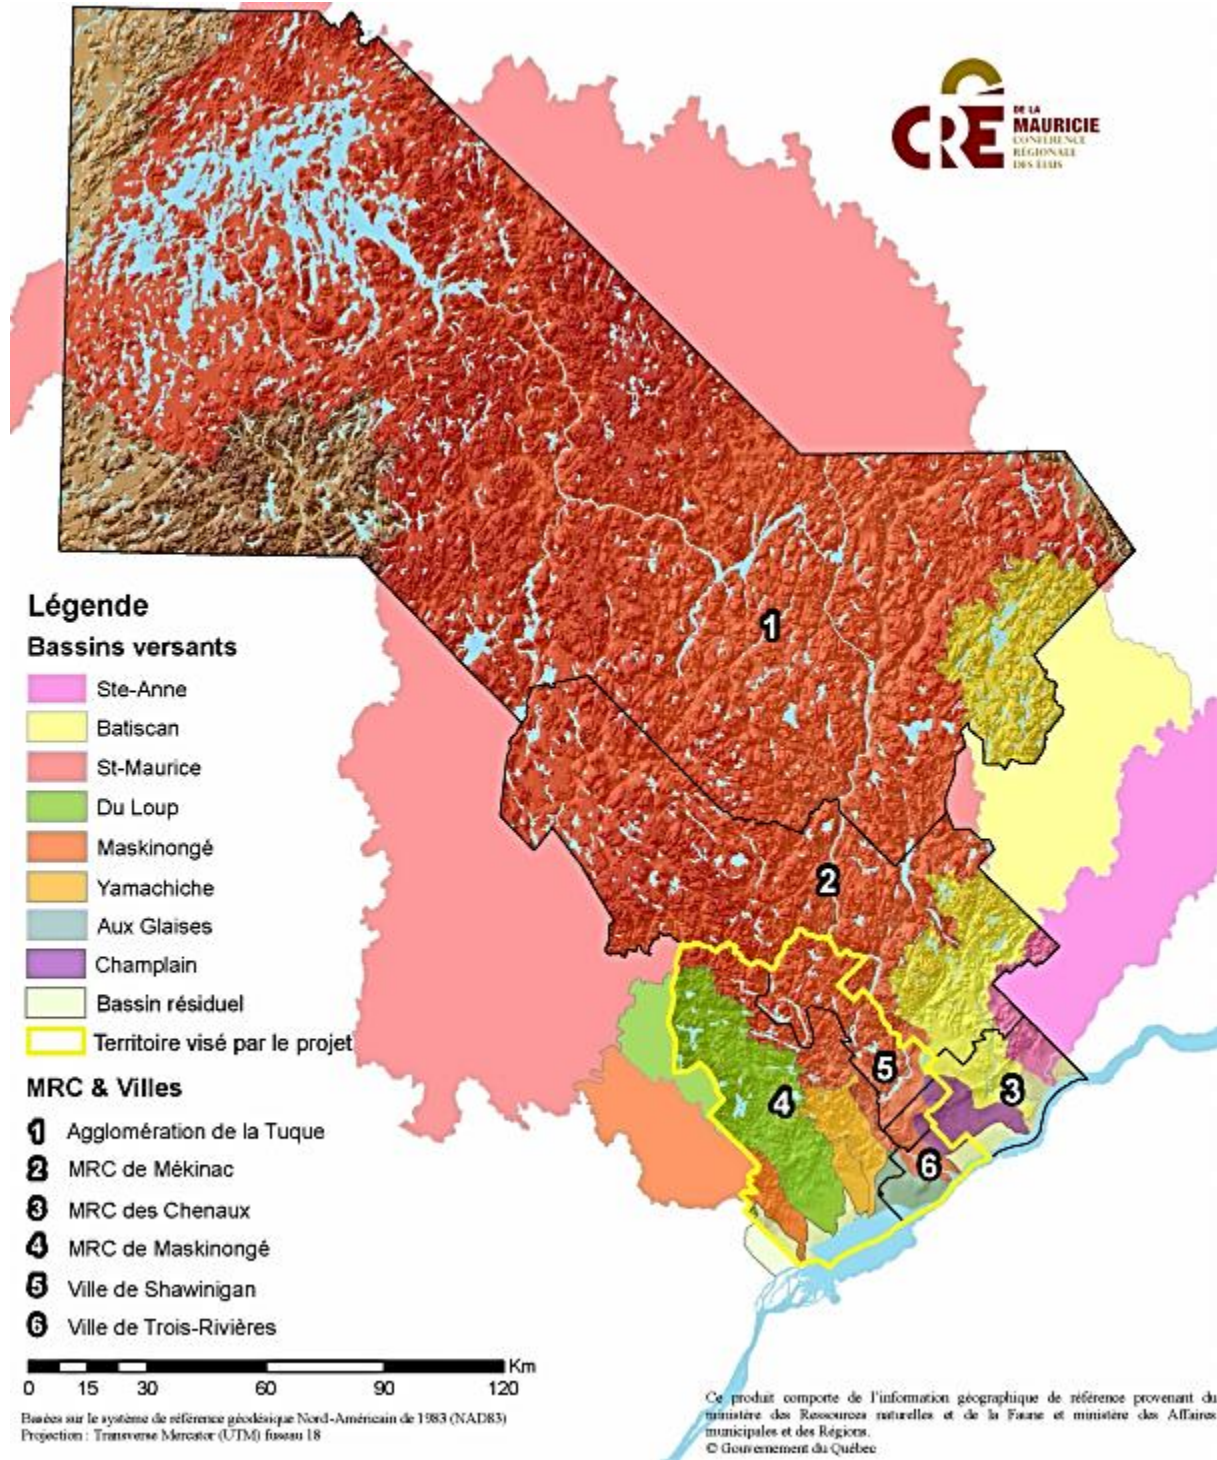 CRÉ
DE LA
MAURICIE
CONFÉRENCE
RÉGIONALE
DES ÉLUS
1
2
3
4
5
6
Légende
Bassins versants
Ste-Anne
Batiscan
St-Maurice
Du Loup
Maskinongé
Yamachiche
Aux Glaises
Champlain
Bassin résiduel
Territoire visé par le projet
MRC & Villes
1 Agglomération de la Tuque
2 MRC de Mékinac
3 MRC des Chenaux
4 MRC de Maskinongé
5 Ville de Shawinigan
6 Ville de Trois-Rivières
Km
0 15 30 60 90 120
Basées sur le système de référence géodésique Nord-Américain de 1983 (NAD83)
Projection : Transverse Mercator (UTM) fuseau 18
Ce produit comporte de l'information géographique de référence provenant du
ministère des Ressources naturelles et de la Faune et ministère des Affaires
municipales et des Régions.
© Gouvernement du Québec